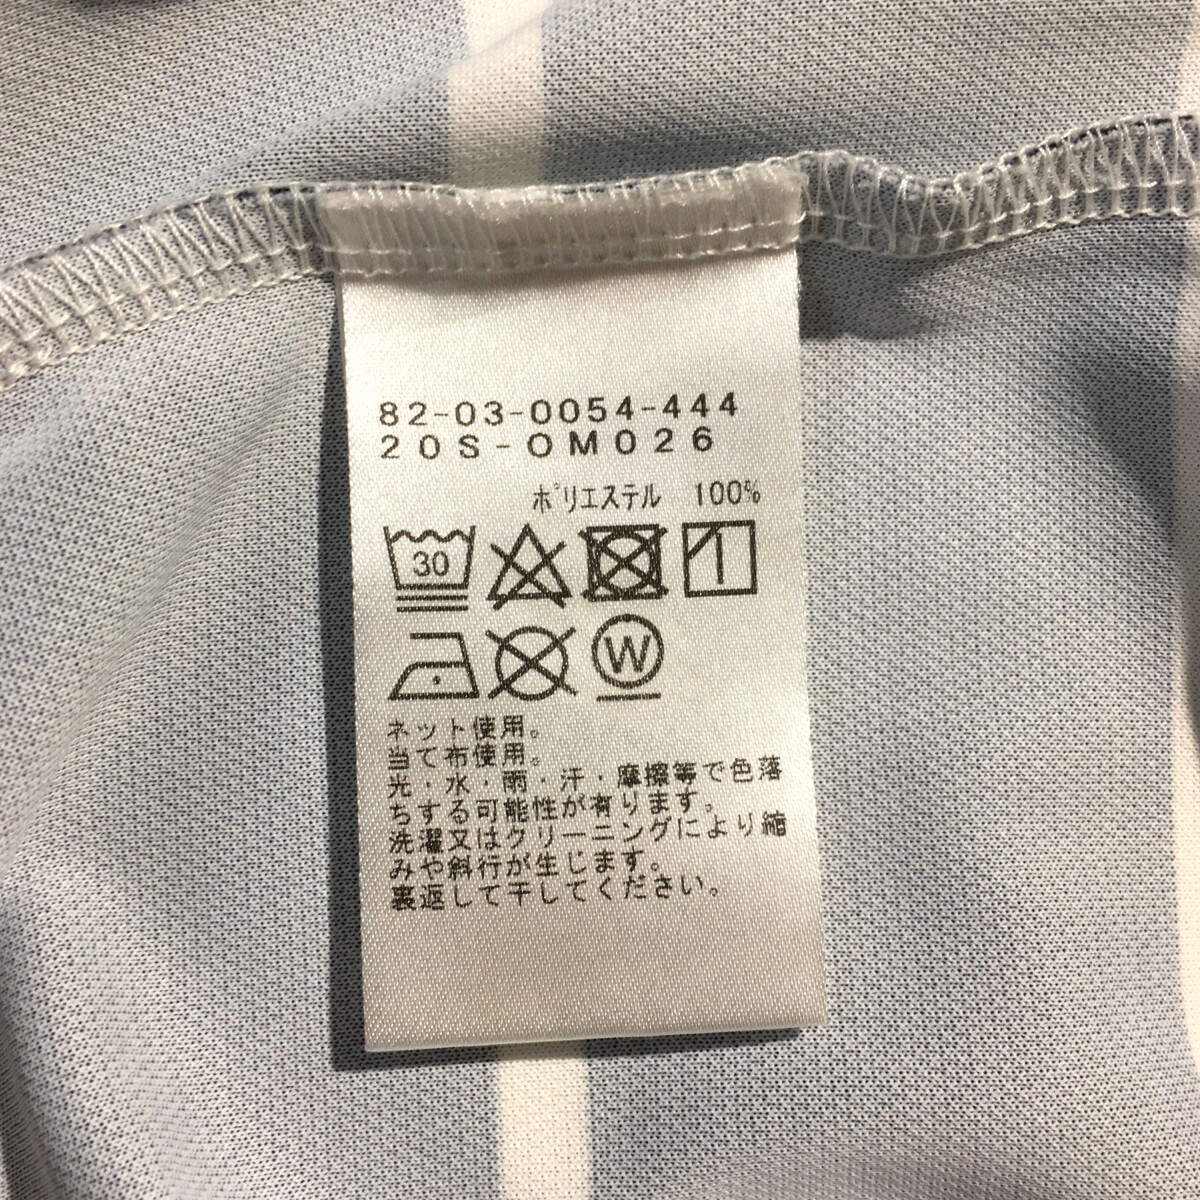 82-03-0054-444
20S-OM026
ポリエステル 100%
30
W
ネット使用。
当て布使用。
光・水・雨・汗・摩擦等で色落
ちする可能性が有ります。
洗濯又はクリーニングにより縮
みや斜行が生じます。
裏返して干してください。